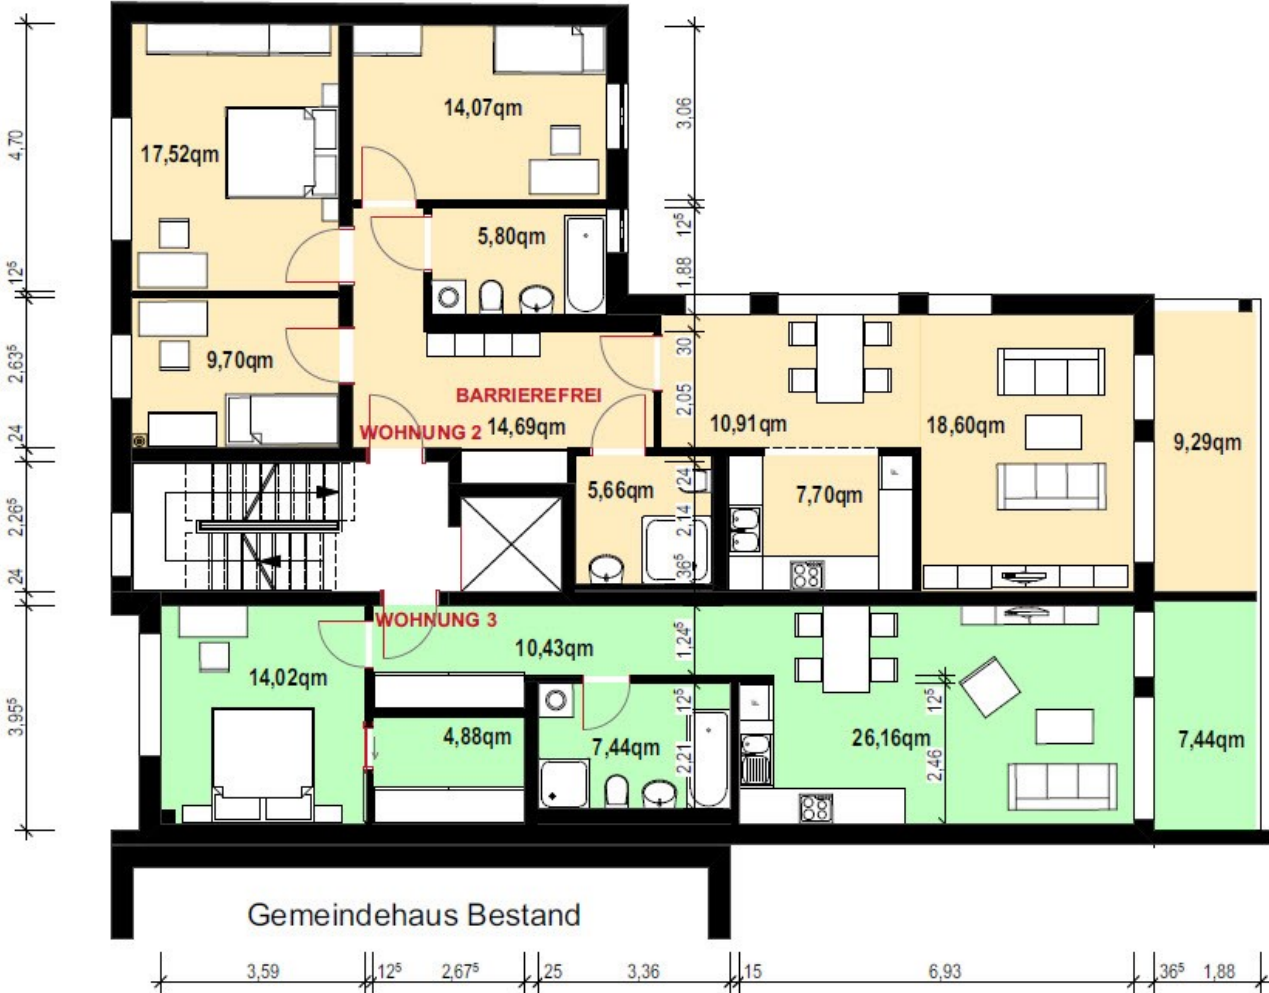 14,07qm
17,52qm
5,80qm
9,70qm
BARRIEREFREI
WOHNUNG 2
14,69qm
10,91qm
18,60qm
9,29qm
5,66qm
7,70qm
F
WOHNUNG 3
10,43qm
14,02qm
4,88qm
7,44qm
F
26,16qm
7,44qm
Gemeindehaus Bestand
4,70
12⁵
2,63⁵
24
2,26⁵
24
3,95⁵
3,06
12⁵
1,88
30
2,05
24
2,14
36⁵
1,24⁵
12⁵
2,21
12⁵
2,46
3,59
12⁵
2,67⁵
25
3,36
15
6,93
36⁵
1,88